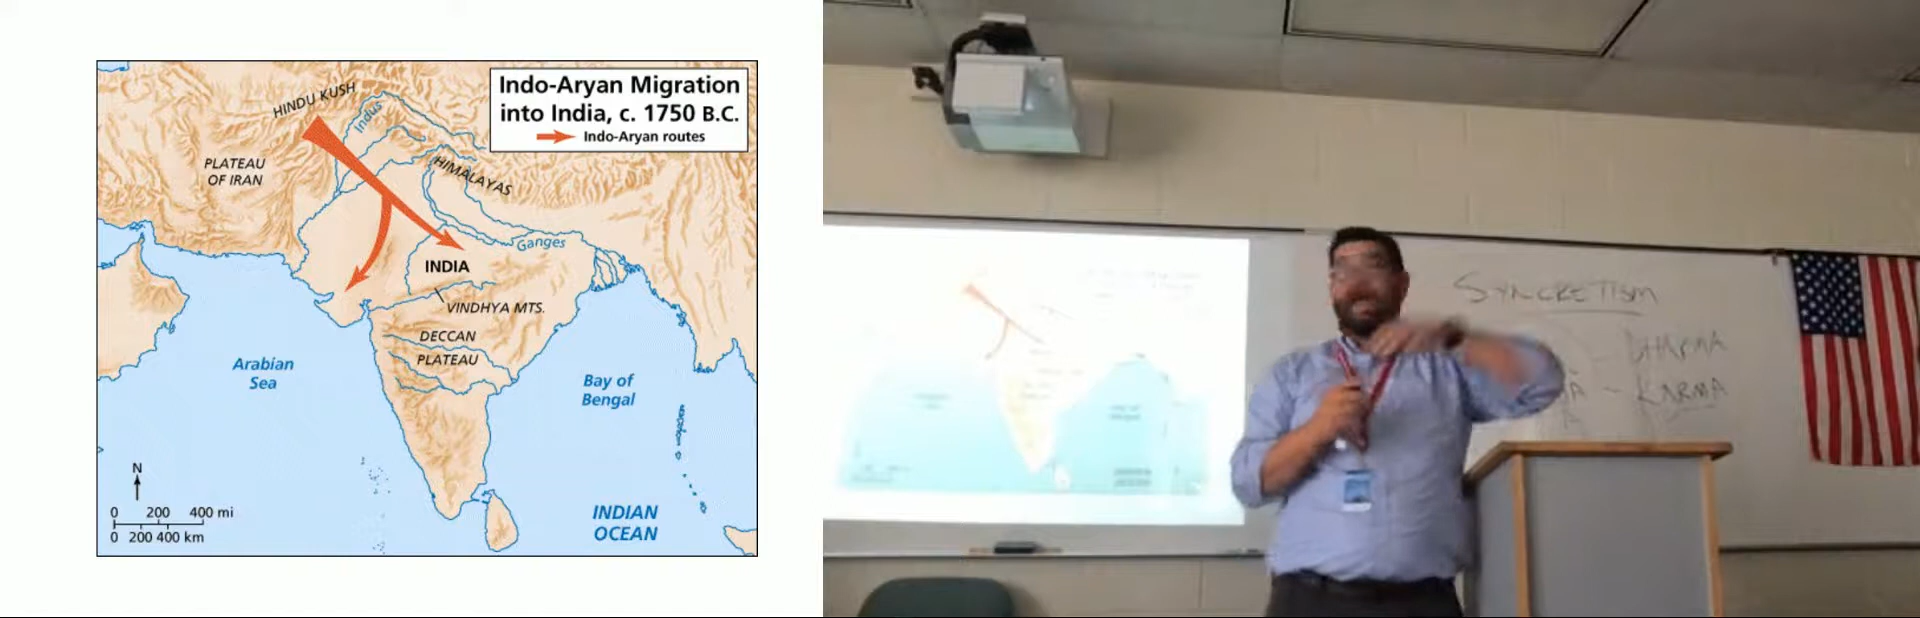 Indo-Aryan Migration
into India, c. 1750 B.C.
Indo-Aryan routes
HINDU KUSH
Indus
PLATEAU
OF IRAN
HIMALAYAS
Ganges
INDIA
VINDHYA MTS.
DECCAN
PLATEAU
Arabian
Sea
Bay of
Bengal
N
0 200 400 mi
0 200 400 km
INDIAN
OCEAN
SYNCRETISM
- DHARMA
- KARMA